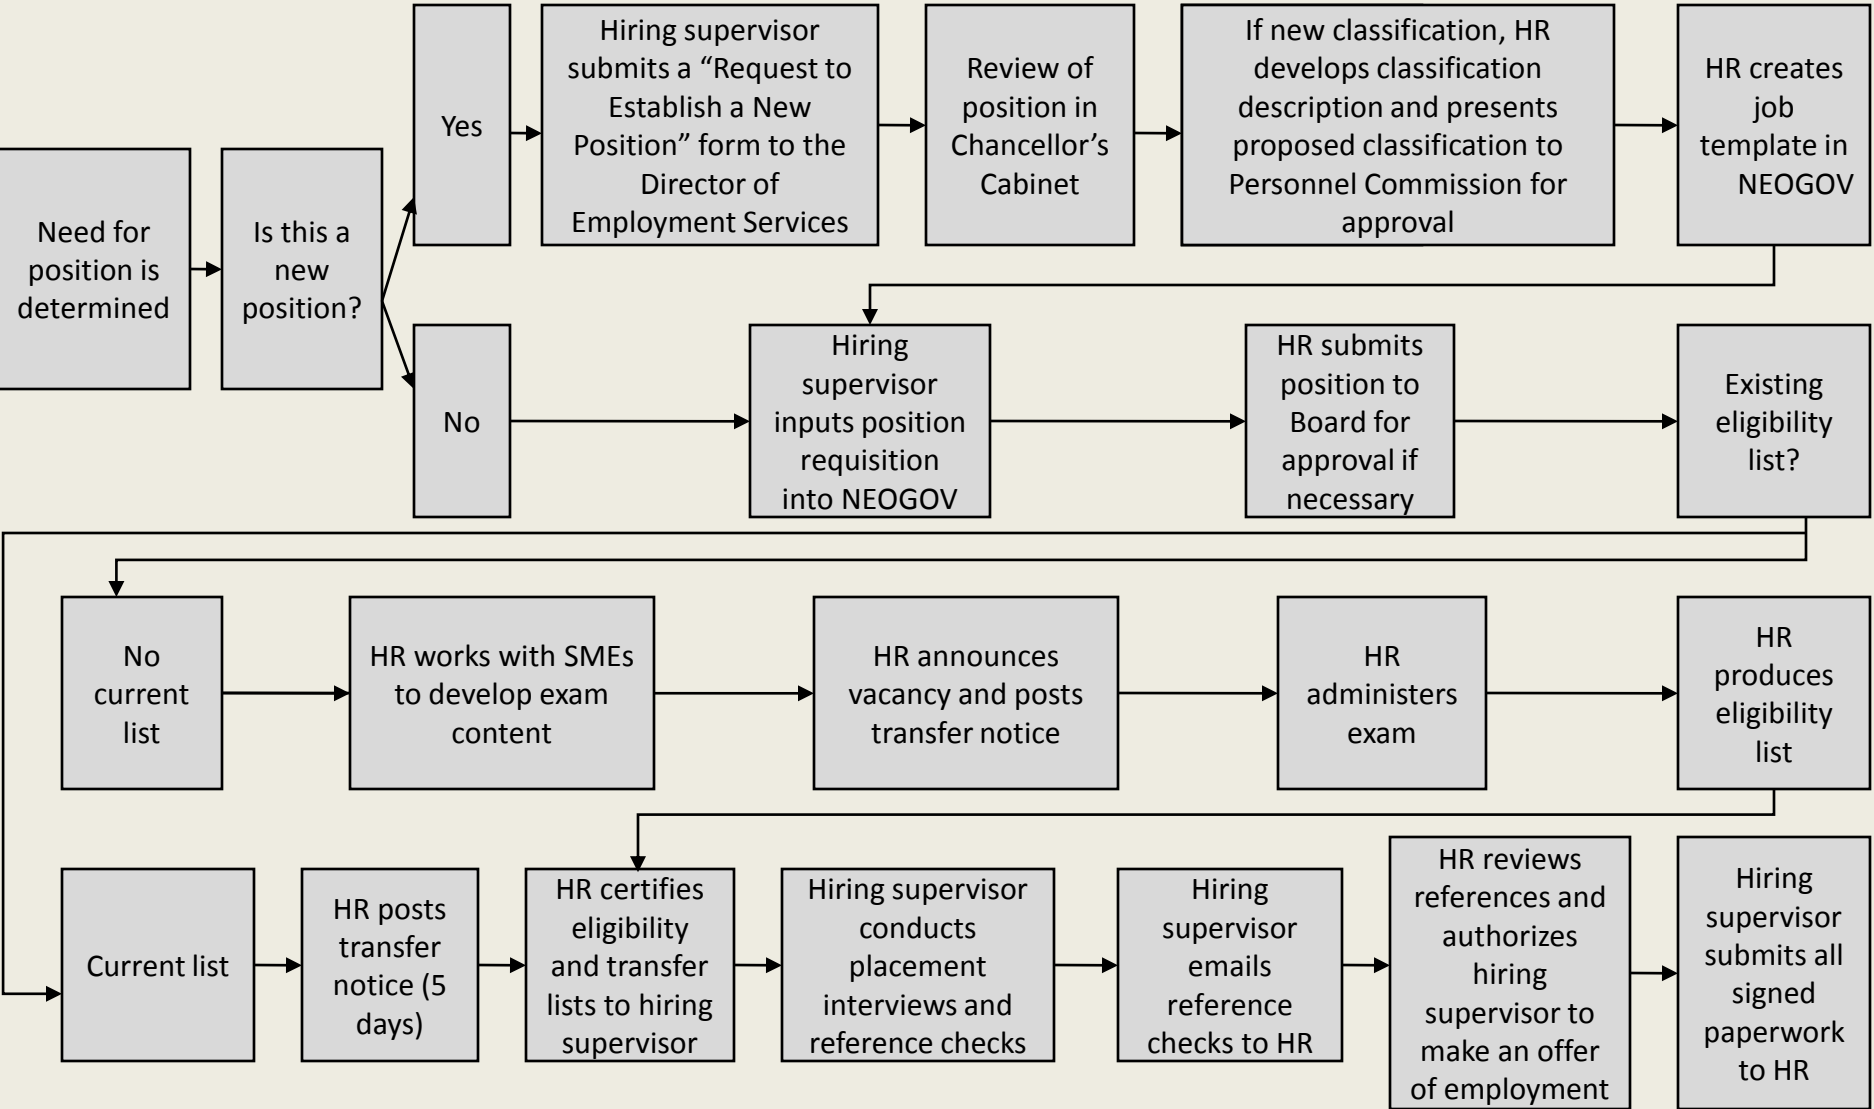 Need for
position is
determined
Is this a
new
position?
Yes
Hiring supervisor
submits a “Request to
Establish a New
Position” form to the
Director of
Employment Services
Review of
position in
Chancellor’s
Cabinet
If new classification, HR
develops classification
description and presents
proposed classification to
Personnel Commission for
approval
HR creates
job
template in
NEOGOV
No
Hiring
supervisor
inputs position
requisition
into NEOGOV
HR submits
position to
Board for
approval if
necessary
Existing
eligibility
list?
No
current
list
HR works with SMEs
to develop exam
content
HR announces
vacancy and posts
transfer notice
HR
administers
exam
HR
produces
eligibility
list
Current list
HR posts
transfer
notice (5
days)
HR certifies
eligibility
and transfer
lists to hiring
supervisor
Hiring supervisor
conducts
placement
interviews and
reference checks
Hiring
supervisor
emails
reference
checks to HR
HR reviews
references and
authorizes
hiring
supervisor to
make an offer
of employment
Hiring
supervisor
submits all
signed
paperwork
to HR